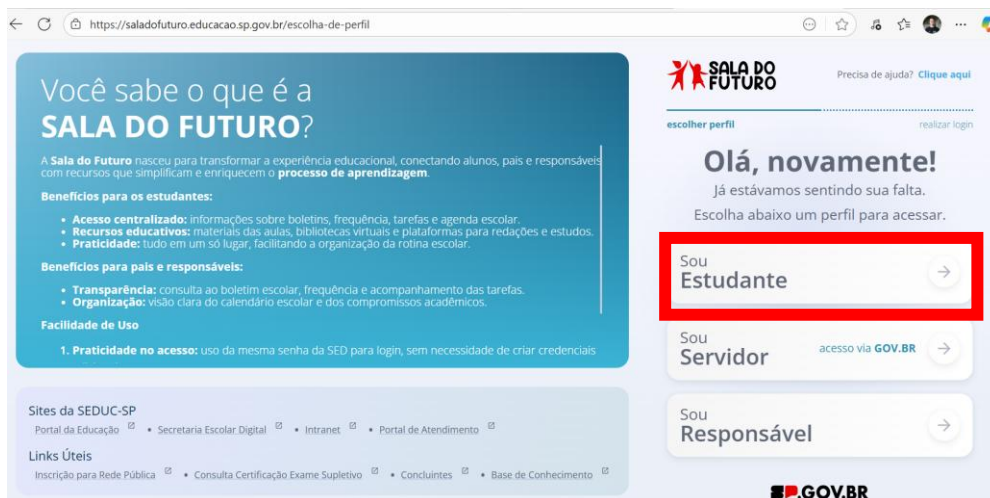 https://saladofuturo.educacao.sp.gov.br/escolha-de-perfil
Você sabe o que é a
SALA DO FUTURO?
A Sala do Futuro nasceu para transformar a experiência educacional, conectando alunos, pais e responsáveis
com recursos que simplificam e enriquecem o processo de aprendizagem.
Benefícios para os estudantes:
• Acesso centralizado: informações sobre boletins, frequência, tarefas e agenda escolar.
• Recursos educativos: materiais das aulas, bibliotecas virtuais e plataformas para redações e estudos.
• Praticidade: tudo em um só lugar, facilitando a organização da rotina escolar.
Benefícios para pais e responsáveis:
• Transparência: consulta ao boletim escolar, frequência e acompanhamento das tarefas.
• Organização: visão clara do calendário escolar e dos compromissos acadêmicos.
Facilidade de Uso
1. Praticidade no acesso: uso da mesma senha da SED para login, sem necessidade de criar credenciais
Sites da SEDUC-SP
Portal da Educação • Secretaria Escolar Digital • Intranet • Portal de Atendimento
Links Úteis
Inscrição para Rede Pública • Consulta Certificação Exame Supletivo • Concluintes • Base de Conhecimento
SALA DO
FUTURO
Precisa de ajuda? Clique aqui
escolher perfil
realizar login
Olá, novamente!
Já estávamos sentindo sua falta.
Escolha abaixo um perfil para acessar.
Sou
Estudante
Sou
Servidor
acesso via GOV.BR
Sou
Responsável
SP.GOV.BR